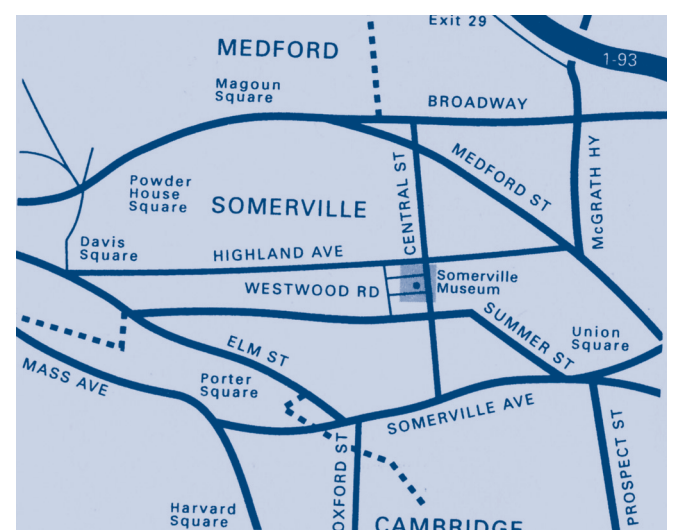 Exit 29
MEDFORD
1-93
Magoun
Square
BROADWAY
MEDFORD ST
McGRATH HY
CENTRAL ST
Powder
House
Square
SOMERVILLE
Davis
Square
HIGHLAND AVE
WESTWOOD RD
Somerville
Museum
SUMMER ST
Union
Square
ELM ST
MASS AVE
Porter
Square
SOMERVILLE AVE
OXFORD ST
PROSPECT ST
Harvard
Square
CAMBRIDGE